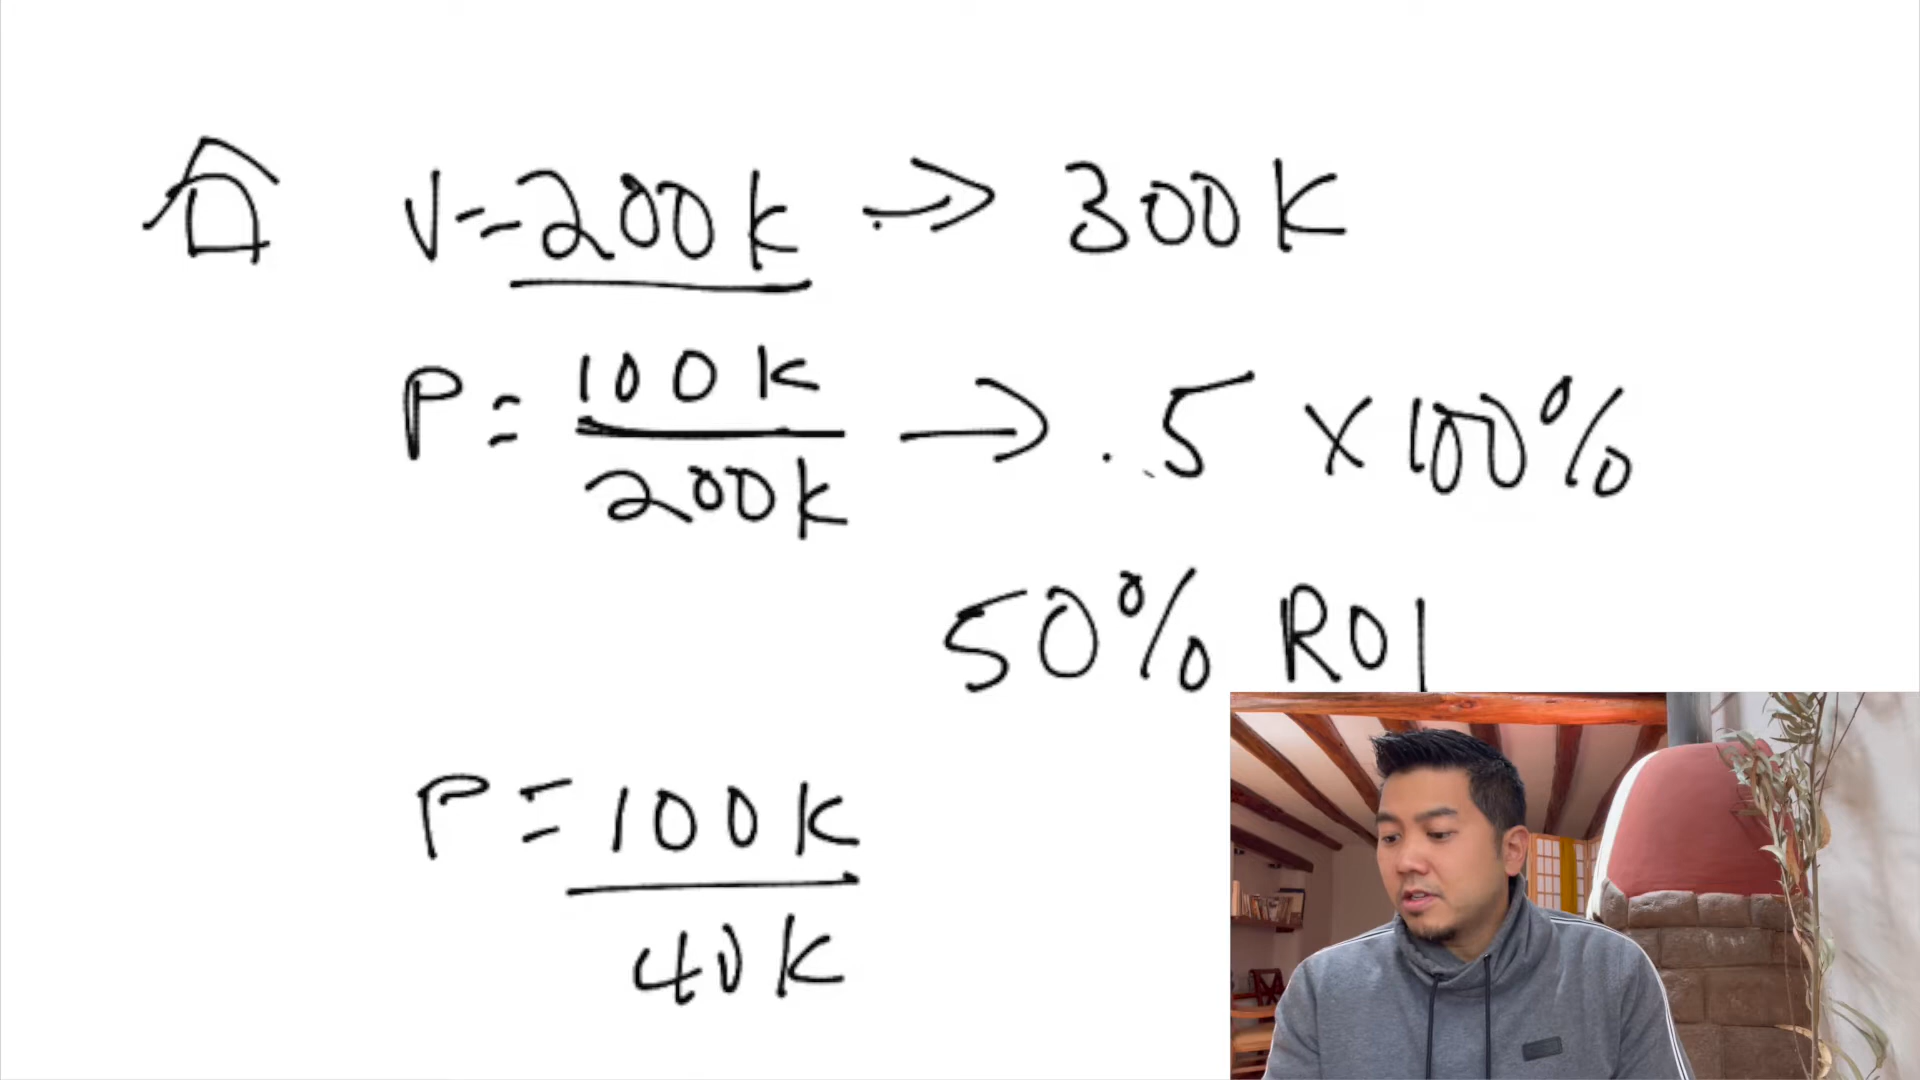 V = 200K → 300K
P = 100K / 200K → .5 x 100%
50% ROI
P = 100K
40K